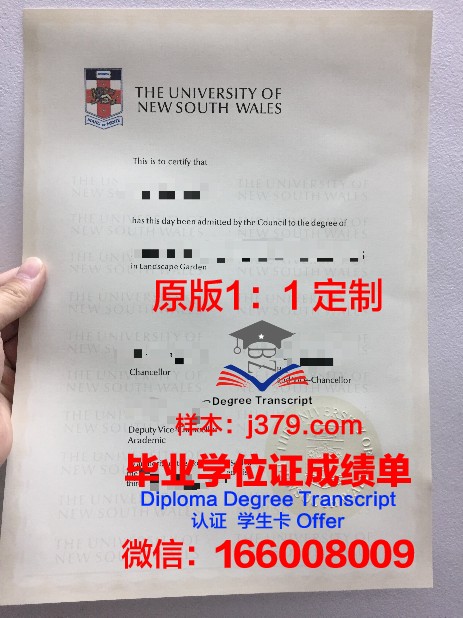 THE UNIVERSITY OF
NEW SOUTH WALES
This is to certify that
has this day been admitted by the Council to the degree of
in Landscape Garden
原版1：1定制
BZ
Chancellor
-Chancellor
Degree Transcript
样本：j379.com
Deputy Vice
Academic
毕业学位证成绩单
Diploma Degree Transcript
认证 学生卡 Offer
微信：166008009